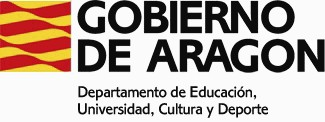 GOBIERNO
DE ARAGON
Departamento de Educación,
Universidad, Cultura y Deporte